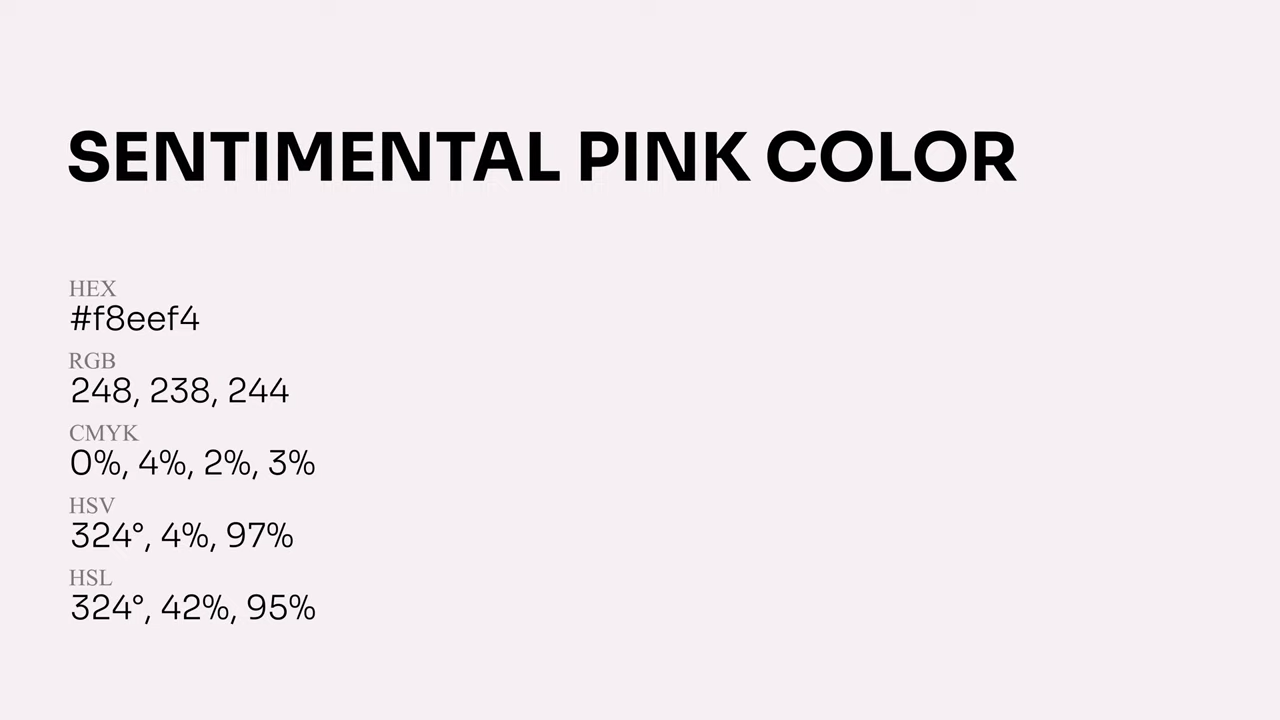 SENTIMENTAL PINK COLOR
HEX
#f8eef4
RGB
248, 238, 244
CMYK
0%, 4%, 2%, 3%
HSV
324°, 4%, 97%
HSL
324°, 42%, 95%